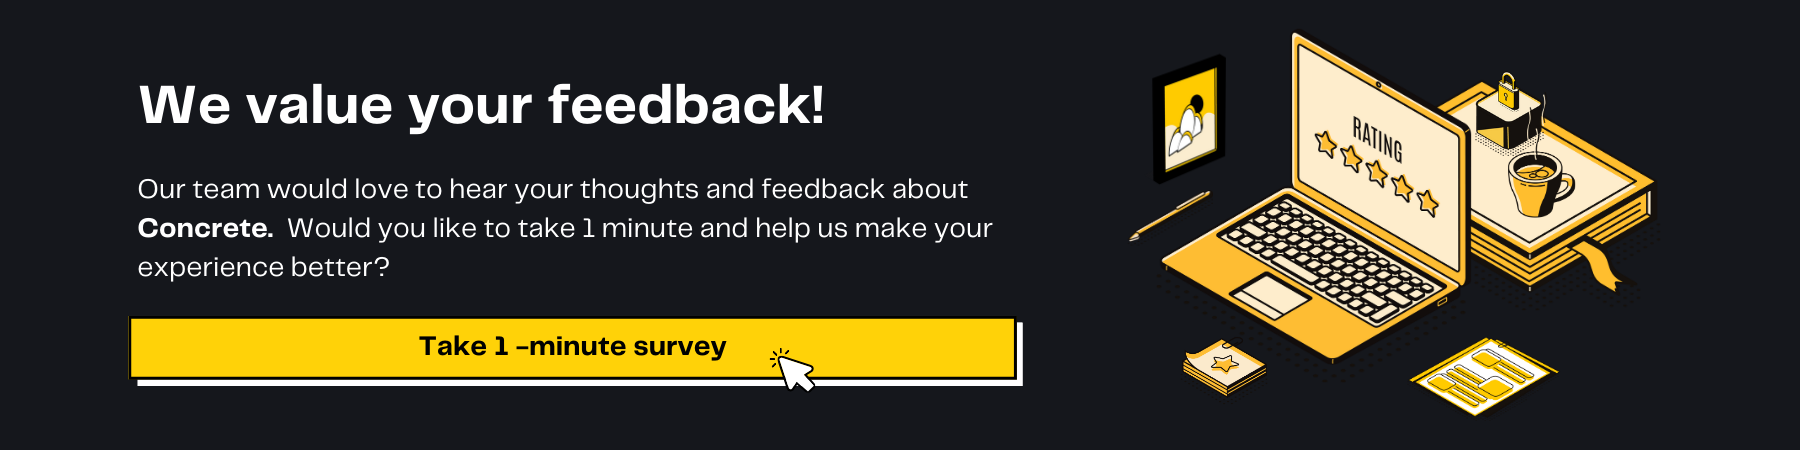 We value your feedback!
Our team would love to hear your thoughts and feedback about
Concrete. Would you like to take 1 minute and help us make your
experience better?
Take 1 -minute survey
RATING